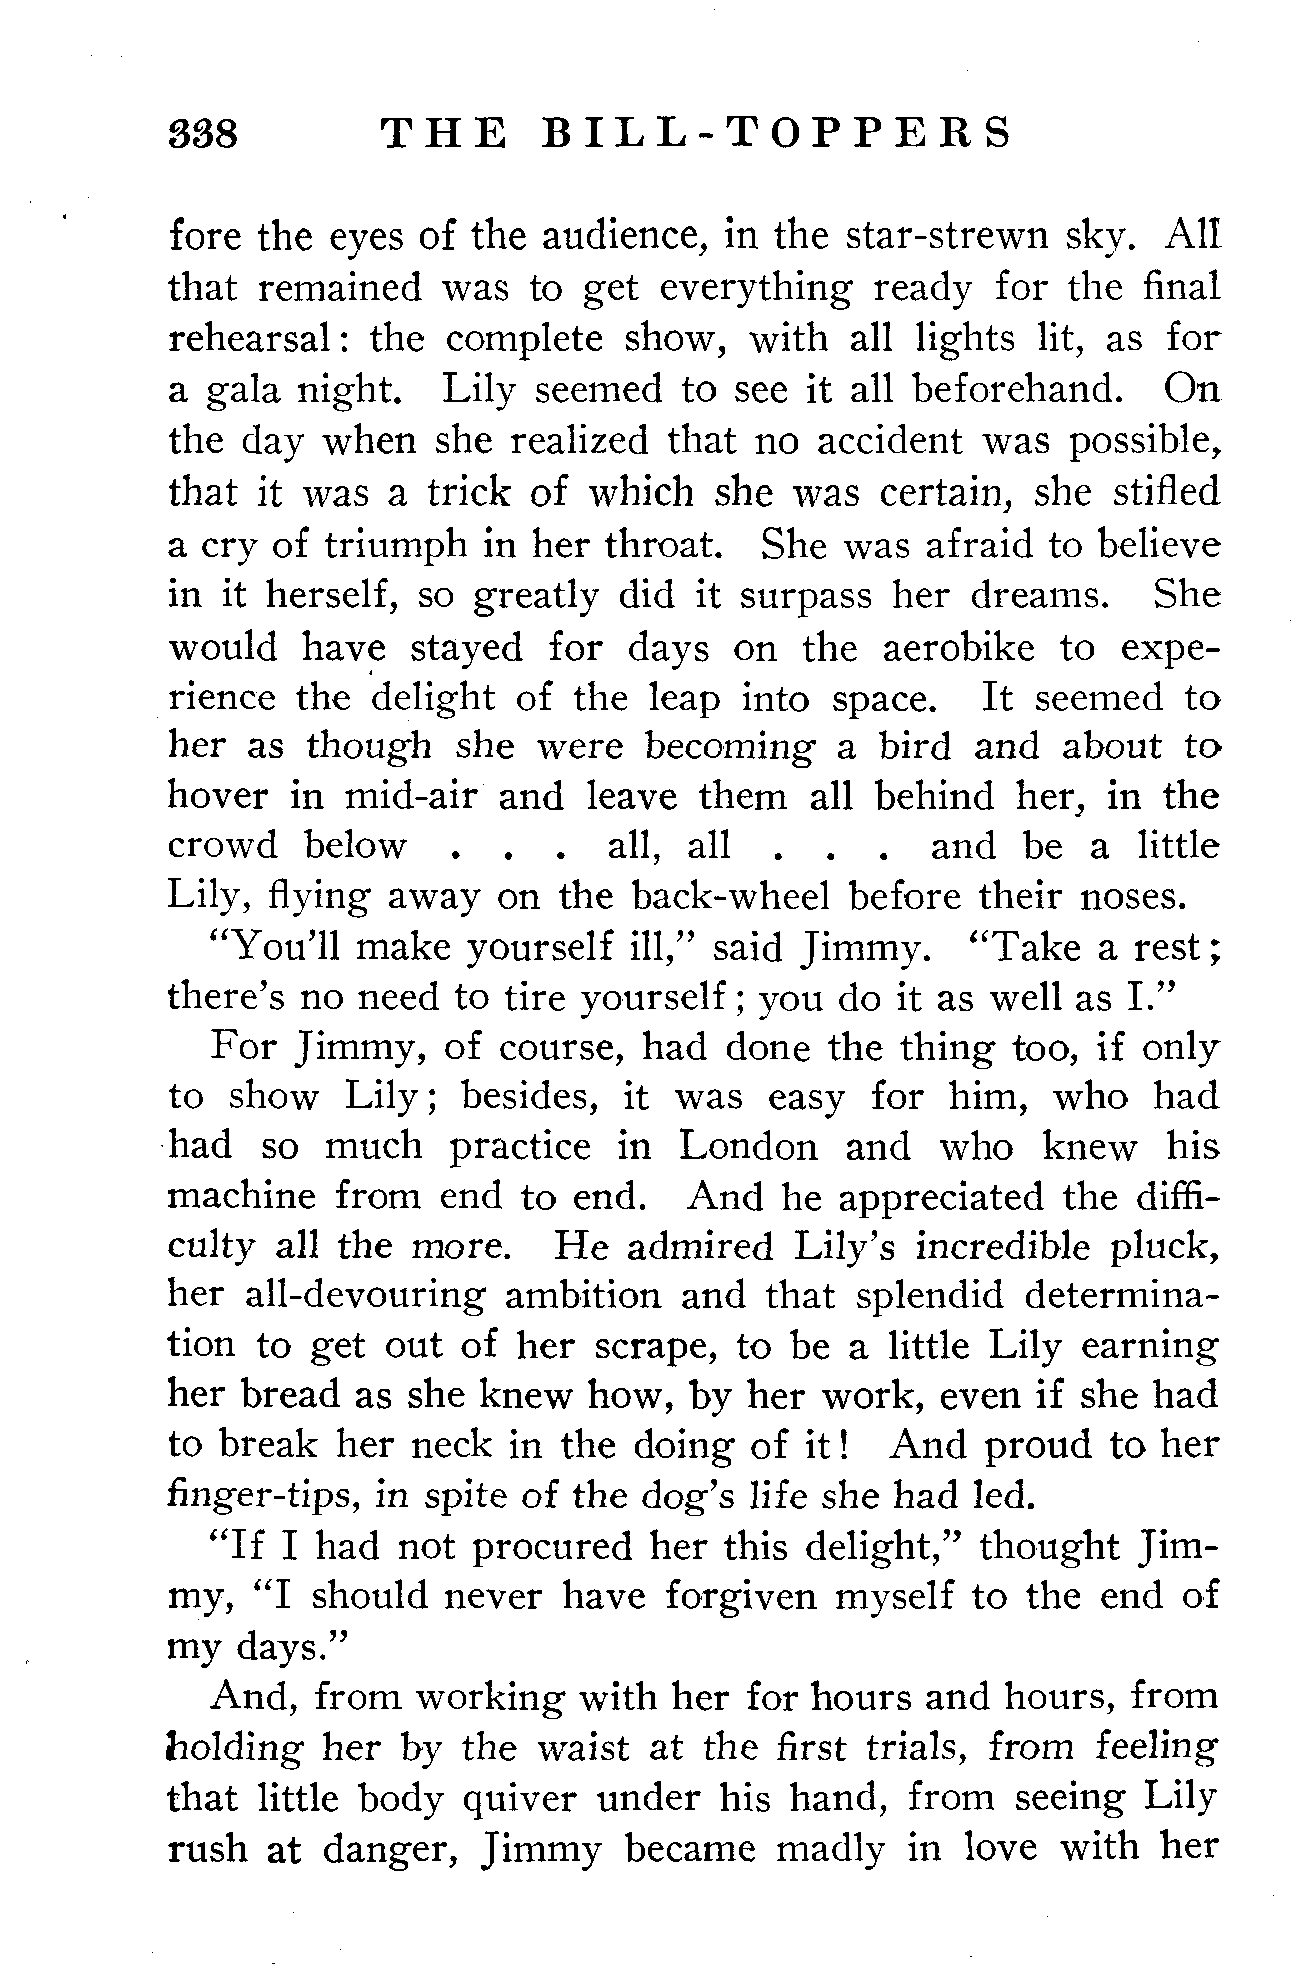 338 THE BILL-TOPPERS
fore the eyes of the audience, in the star-strewn sky. All
that remained was to get everything ready for the final
rehearsal: the complete show, with all lights lit, as for
a gala night. Lily seemed to see it all beforehand. On
the day when she realized that no accident was possible,
that it was a trick of which she was certain, she stifled
a cry of triumph in her throat. She was afraid to believe
in it herself, so greatly did it surpass her dreams. She
would have stayed for days on the aerobike to expe-
rience the delight of the leap into space. It seemed to
her as though she were becoming a bird and about to
hover in mid-air and leave them all behind her, in the
crowd below . . . all, all . . . and be a little
Lily, flying away on the back-wheel before their noses.
"You'll make yourself ill," said Jimmy. "Take a rest;
there's no need to tire yourself; you do it as well as I."
For Jimmy, of course, had done the thing too, if only
to show Lily; besides, it was easy for him, who had
had so much practice in London and who knew his
machine from end to end. And he appreciated the diffi-
culty all the more. He admired Lily's incredible pluck,
her all-devouring ambition and that splendid determina-
tion to get out of her scrape, to be a little Lily earning
her bread as she knew how, by her work, even if she had
to break her neck in the doing of it! And proud to her
finger-tips, in spite of the dog's life she had led.
"If I had not procured her this delight," thought Jim-
my, "I should never have forgiven myself to the end of
my days."
And, from working with her for hours and hours, from
holding her by the waist at the first trials, from feeling
that little body quiver under his hand, from seeing Lily
rush at danger, Jimmy became madly in love with her